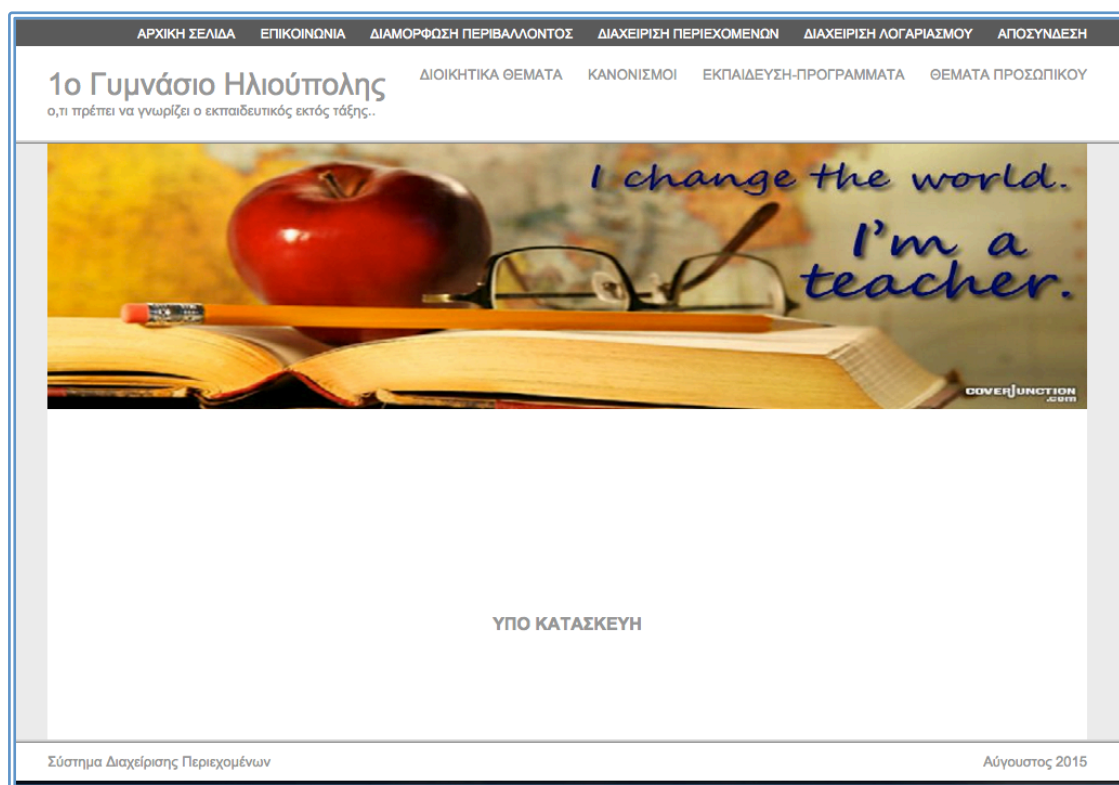 ΑΡΧΙΚΗ ΣΕΛΙΔΑ ΕΠΙΚΟΙΝΩΝΙΑ ΔΙΑΜΟΡΦΩΣΗ ΠΕΡΙΒΑΛΛΟΝΤΟΣ ΔΙΑΧΕΙΡΙΣΗ ΠΕΡΙΕΧΟΜΕΝΩΝ ΔΙΑΧΕΙΡΙΣΗ ΛΟΓΑΡΙΑΣΜΟΥ ΑΠΟΣΥΝΔΕΣΗ
1ο Γυμνάσιο Ηλιούπολης
ΔΙΟΙΚΗΤΙΚΑ ΘΕΜΑΤΑ ΚΑΝΟΝΙΣΜΟΙ ΕΚΠΑΙΔΕΥΣΗ-ΠΡΟΓΡΑΜΜΑΤΑ ΘΕΜΑΤΑ ΠΡΟΣΩΠΙΚΟΥ
ο,τι πρέπει να γνωρίζει ο εκπαιδευτικός εκτός τάξης..
I change the world.
I'm a
teacher.
COVERJUNCTION
.com
ΥΠΟ ΚΑΤΑΣΚΕΥΗ
Σύστημα Διαχείρισης Περιεχομένων Αύγουστος 2015